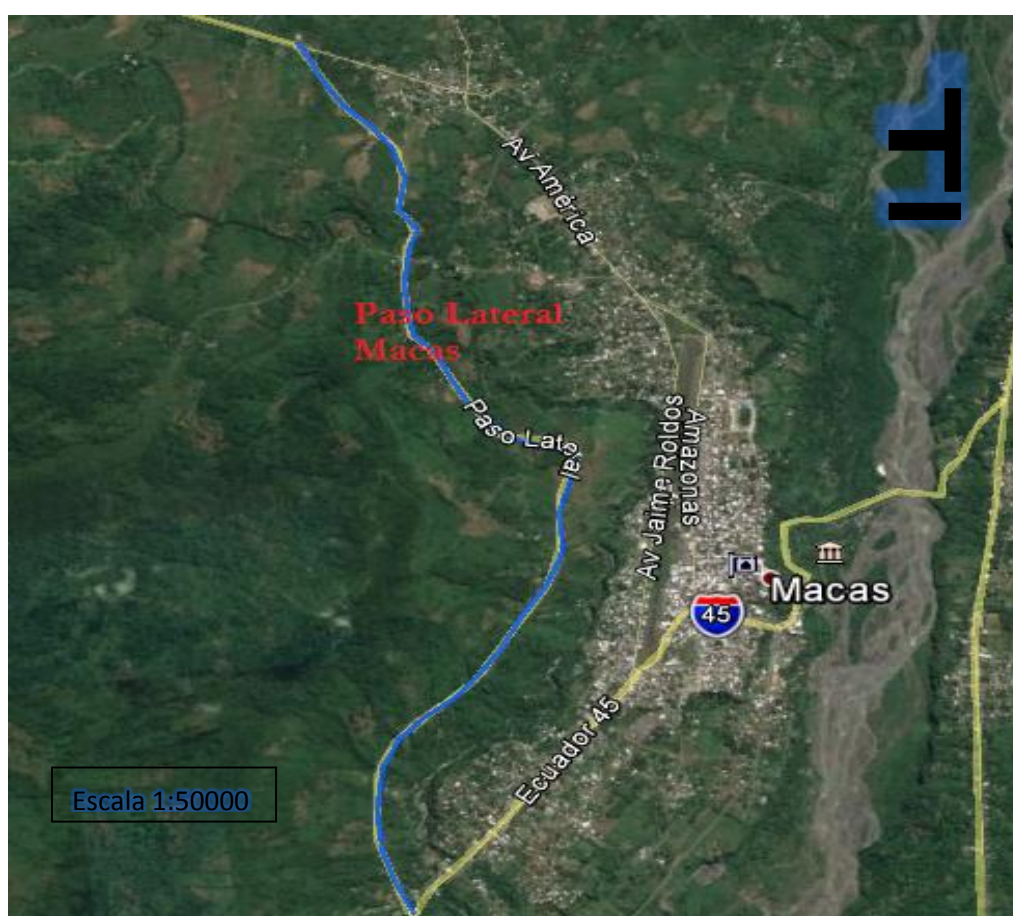 Av América
Paso Lateral
Macas
Paso Lateral
Av Jaime Roldos
Amazonas
Macas
45
Ecuador 45
Escala 1:50000